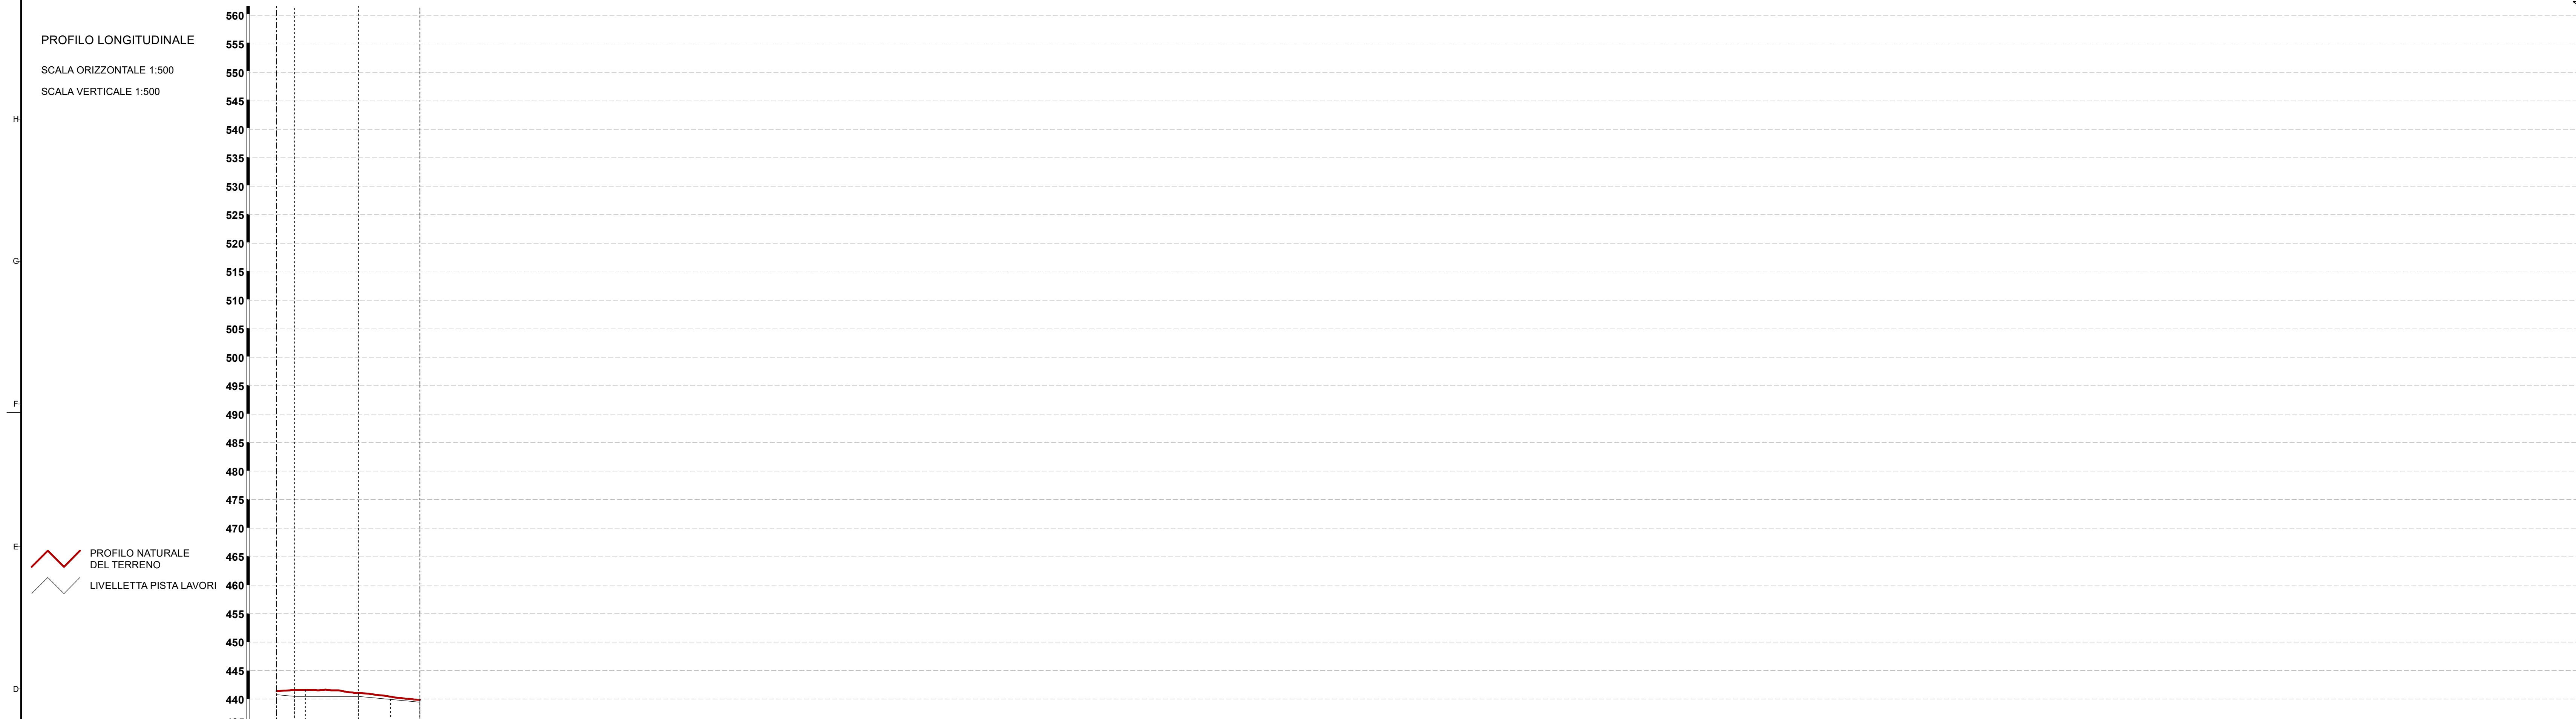 PROFILO LONGITUDINALE
SCALA ORIZZONTALE 1:500
SCALA VERTICALE 1:500
H
G
F
E
D
PROFILO NATURALE
DEL TERRENO
LIVELLETTA PISTA LAVORI
560
555
550
545
540
535
530
525
520
515
510
505
500
495
490
485
480
475
470
465
460
455
450
445
440